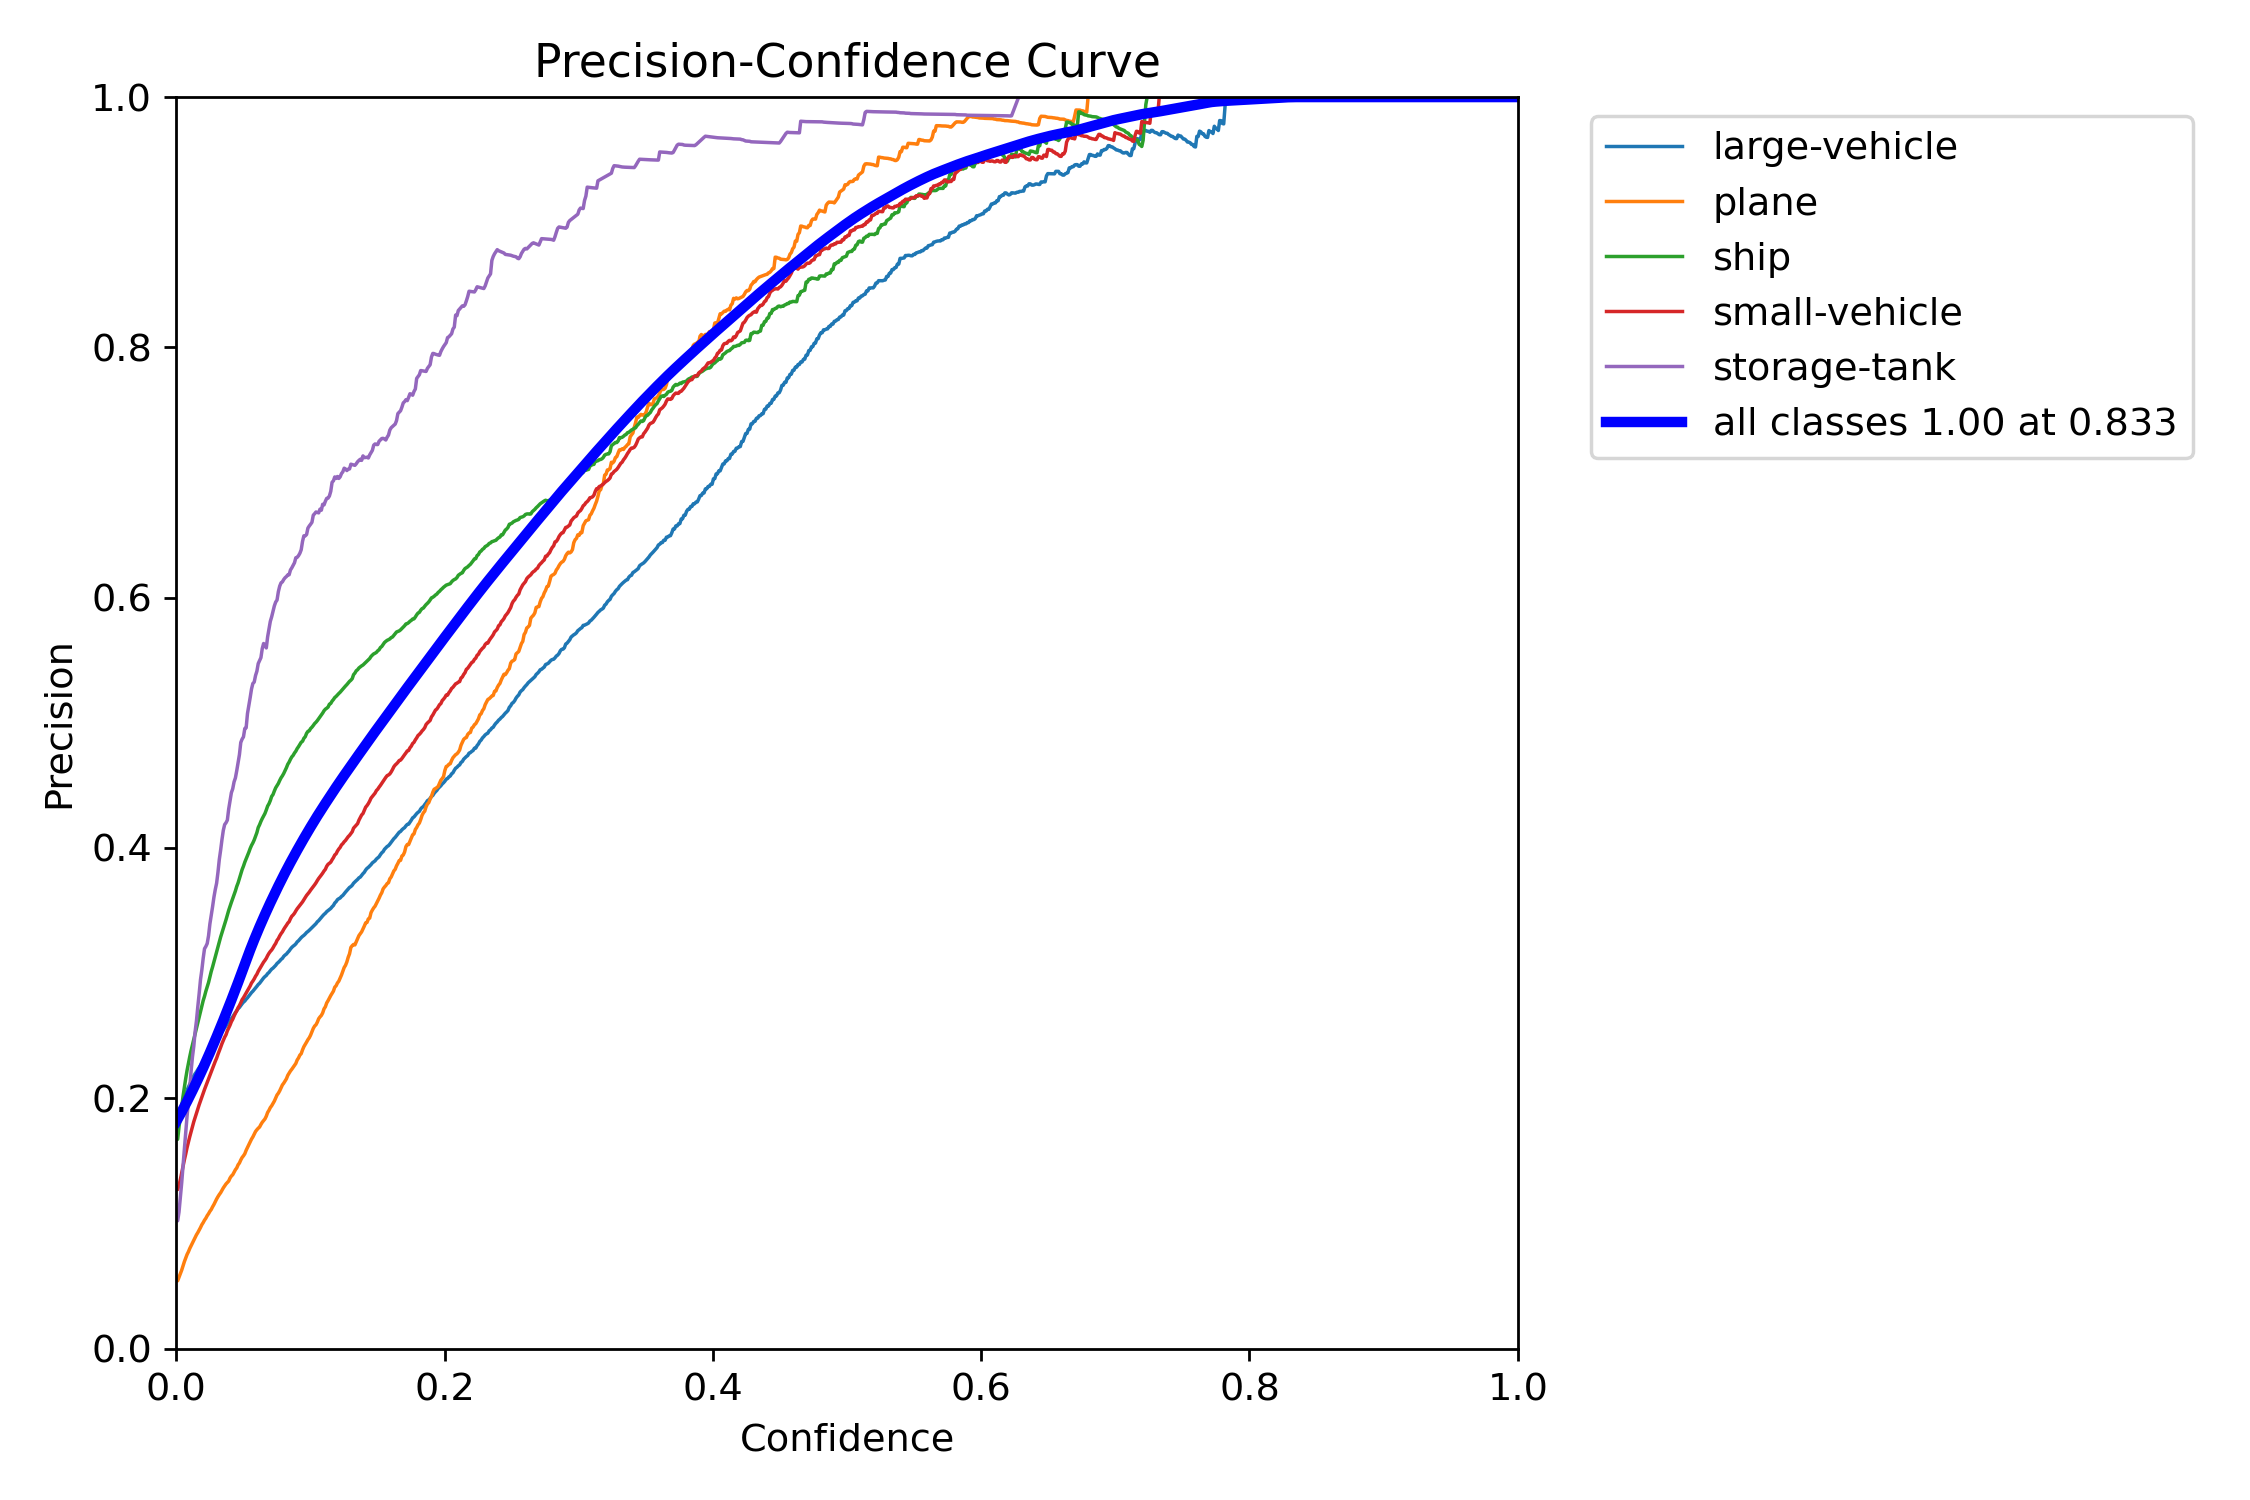 Precision-Confidence Curve
1.0
0.8
0.6
0.4
0.2
0.0
Precision
0.0 0.2 0.4 0.6 0.8 1.0
Confidence
large-vehicle
plane
ship
small-vehicle
storage-tank
all classes 1.00 at 0.833